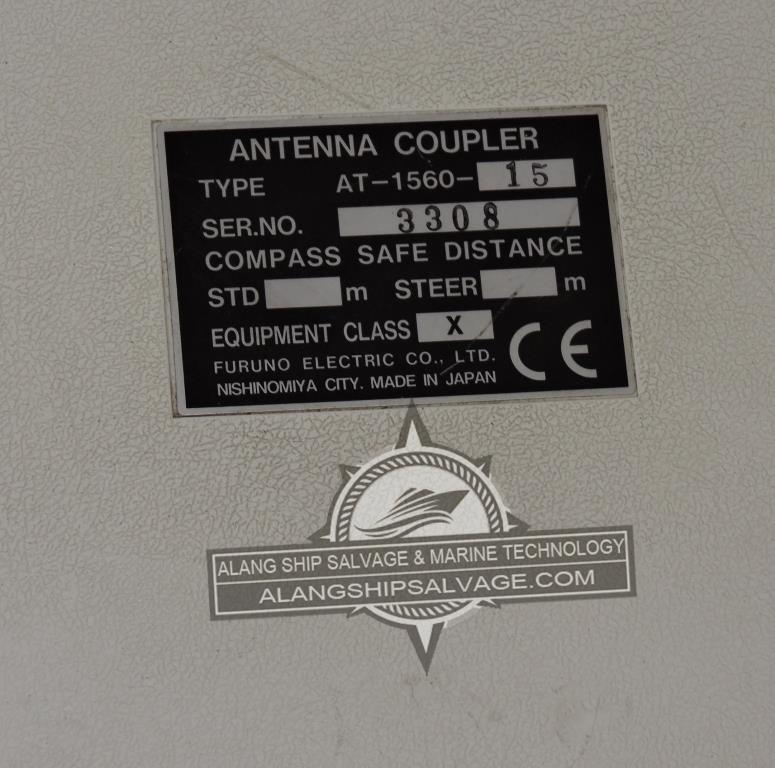 ANTENNA COUPLER
TYPE AT-1560-15
SER.NO. 3308
COMPASS SAFE DISTANCE
STD m STEER m
EQUIPMENT CLASS X
CE
FURUNO ELECTRIC CO., LTD.
NISHINOMIYA CITY. MADE IN JAPAN
ALANG SHIP SALVAGE & MARINE TECHNOLOGY
ALANGSHIPSALVAGE.COM